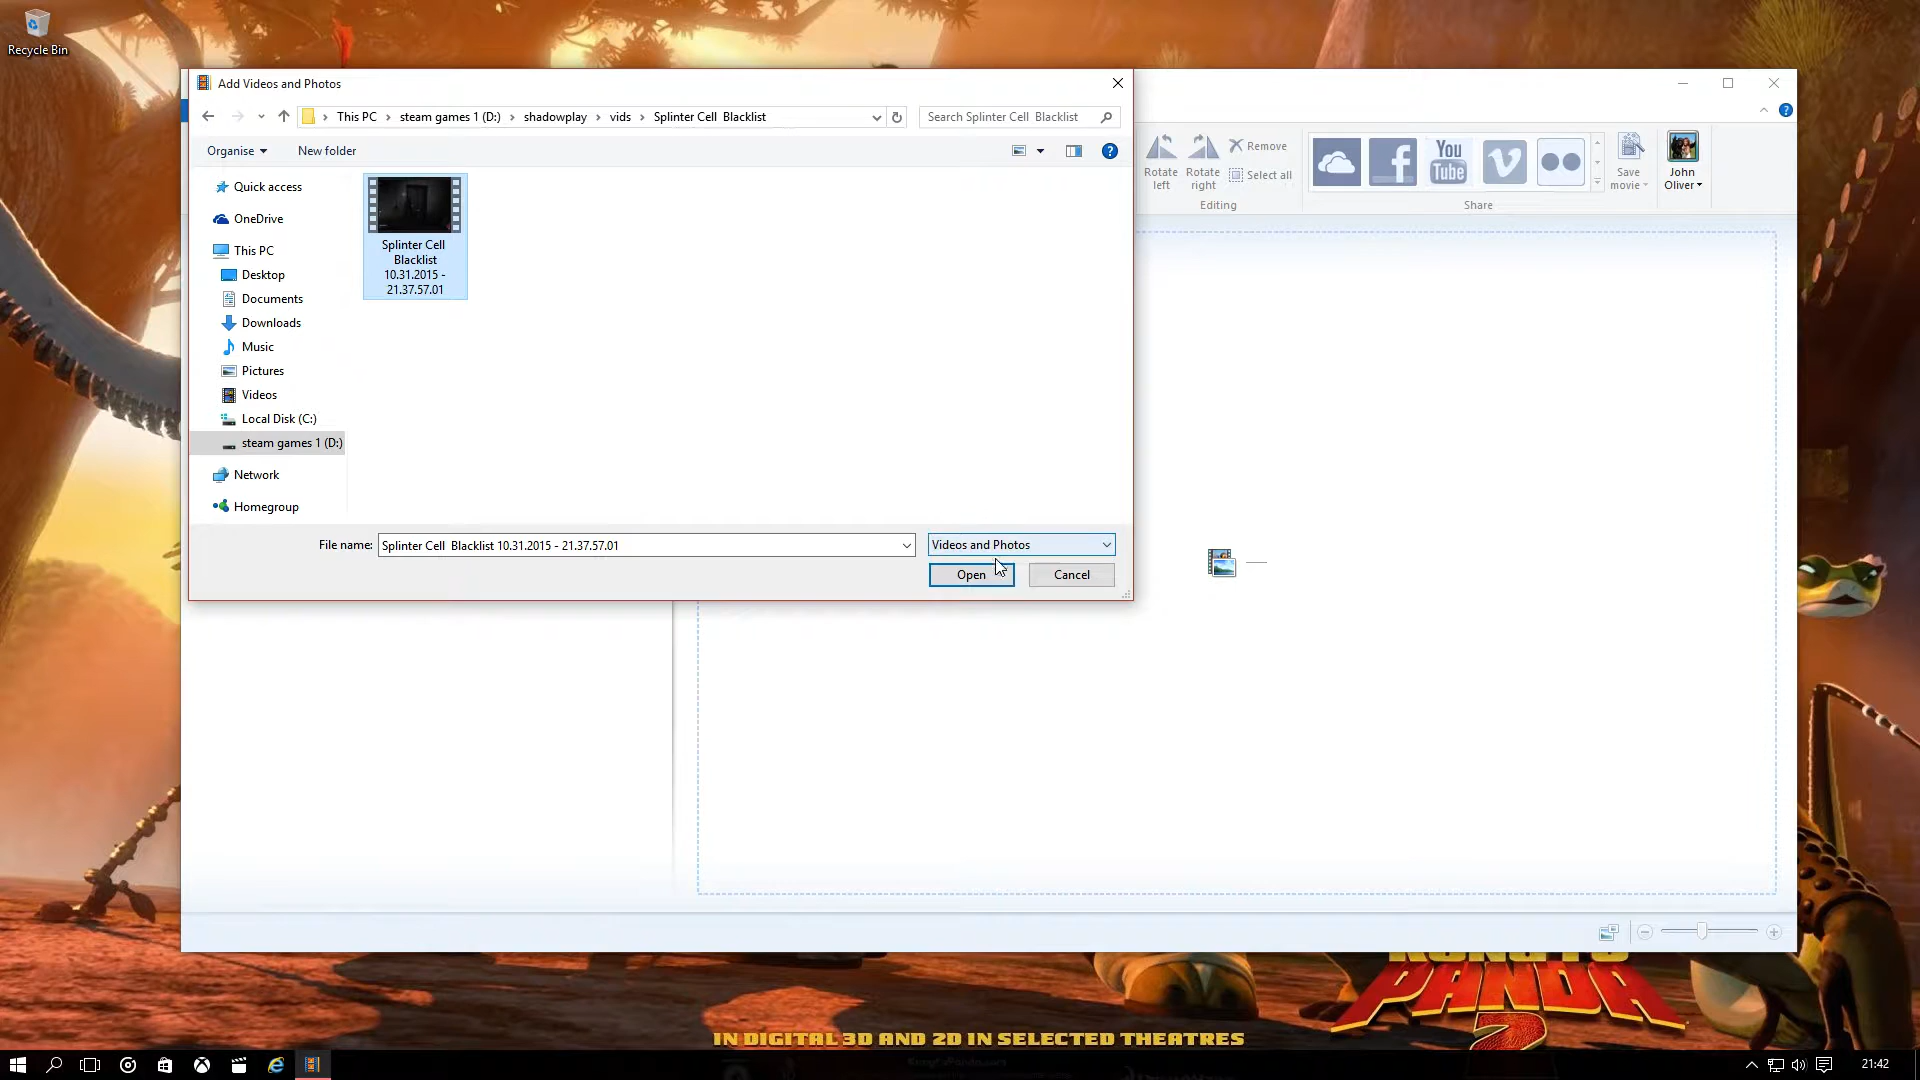 Recycle Bin
Add Videos and Photos
This PC
steam games 1 (D:)
shadowplay
vids
Splinter Cell  Blacklist
Search Splinter Cell  Blacklist
Organise
New folder
Quick access
OneDrive
This PC
Desktop
Documents
Downloads
Music
Pictures
Videos
Local Disk (C:)
steam games 1 (D:)
Network
Homegroup
Splinter Cell
Blacklist
10.31.2015 -
21.37.57.01
File name:
Splinter Cell  Blacklist 10.31.2015 - 21.37.57.01
Videos and Photos
Open
Cancel
Rotate
left
Rotate
right
Remove
Select all
Editing
You
Tube
Share
Save
movie
John
Oliver
KUNG FU
PANDA
2
IN DIGITAL 3D AND 2D IN SELECTED THEATRES
21:42